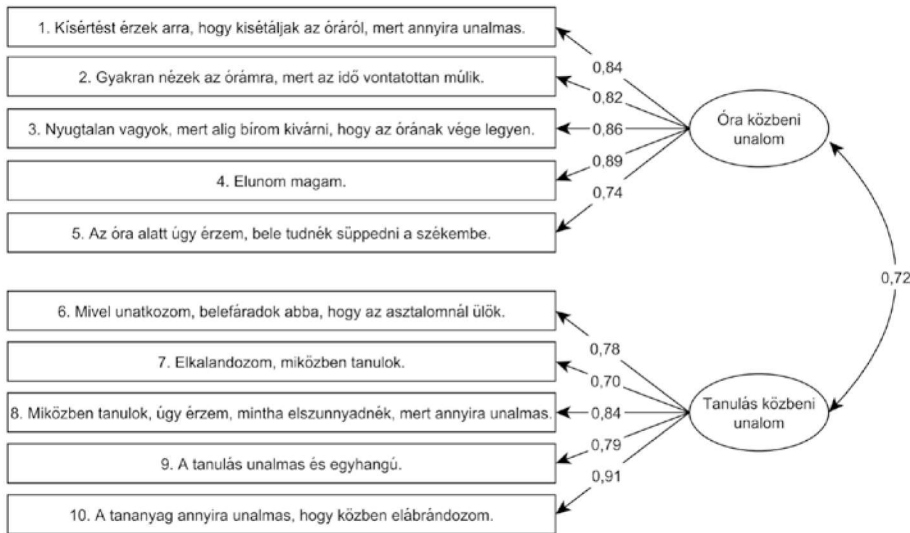 1. Kísértést érzek arra, hogy kisétáljak az óráról, mert annyira unalmas.
2. Gyakran nézek az órámra, mert az idő vontatottan múlik.
3. Nyugtalan vagyok, mert alig bírom kivárni, hogy az órának vége legyen.
4. Elunom magam.
5. Az óra alatt úgy érzem, bele tudnék süppedni a székembe.
0,84
0,82
0,86
0,89
0,74
Óra közbeni
unalom
0,72
6. Mivel unatkozom, belefáradok abba, hogy az asztalomnál ülök.
7. Elkalandozom, miközben tanulok.
8. Miközben tanulok, úgy érzem, mintha elszunnyadnék, mert annyira unalmas.
9. A tanulás unalmas és egyhangú.
10. A tananyag annyira unalmas, hogy közben elábrándozom.
0,78
0,70
0,84
0,79
0,91
Tanulás közbeni
unalom